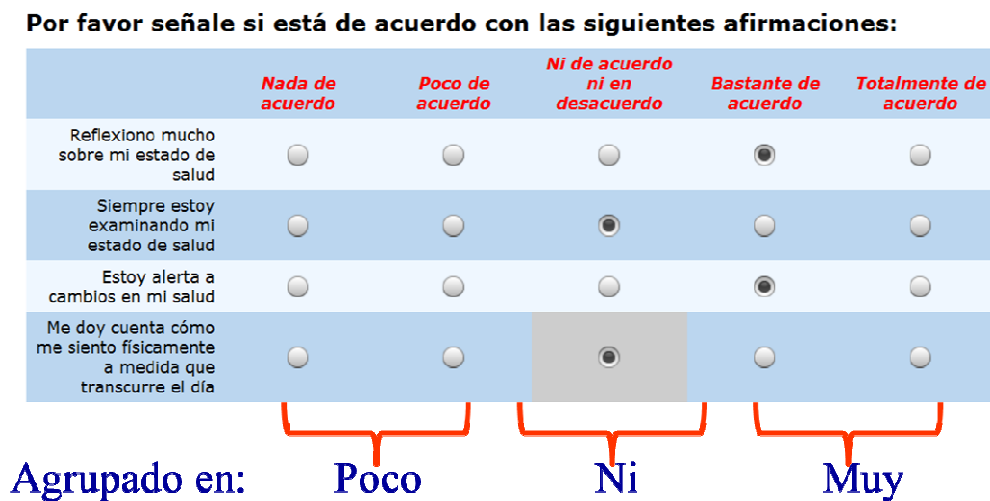 Por favor señale si está de acuerdo con las siguientes afirmaciones:
Nada de
acuerdo
Poco de
acuerdo
Ni de acuerdo
ni en
desacuerdo
Bastante de
acuerdo
Totalmente de
acuerdo
Reflexiono mucho
sobre mi estado de
salud
Siempre estoy
examinando mi
estado de salud
Estoy alerta a
cambios en mi salud
Me doy cuenta cómo
me siento físicamente
a medida que
transcurre el día
Agrupado en: Poco Ni Muy